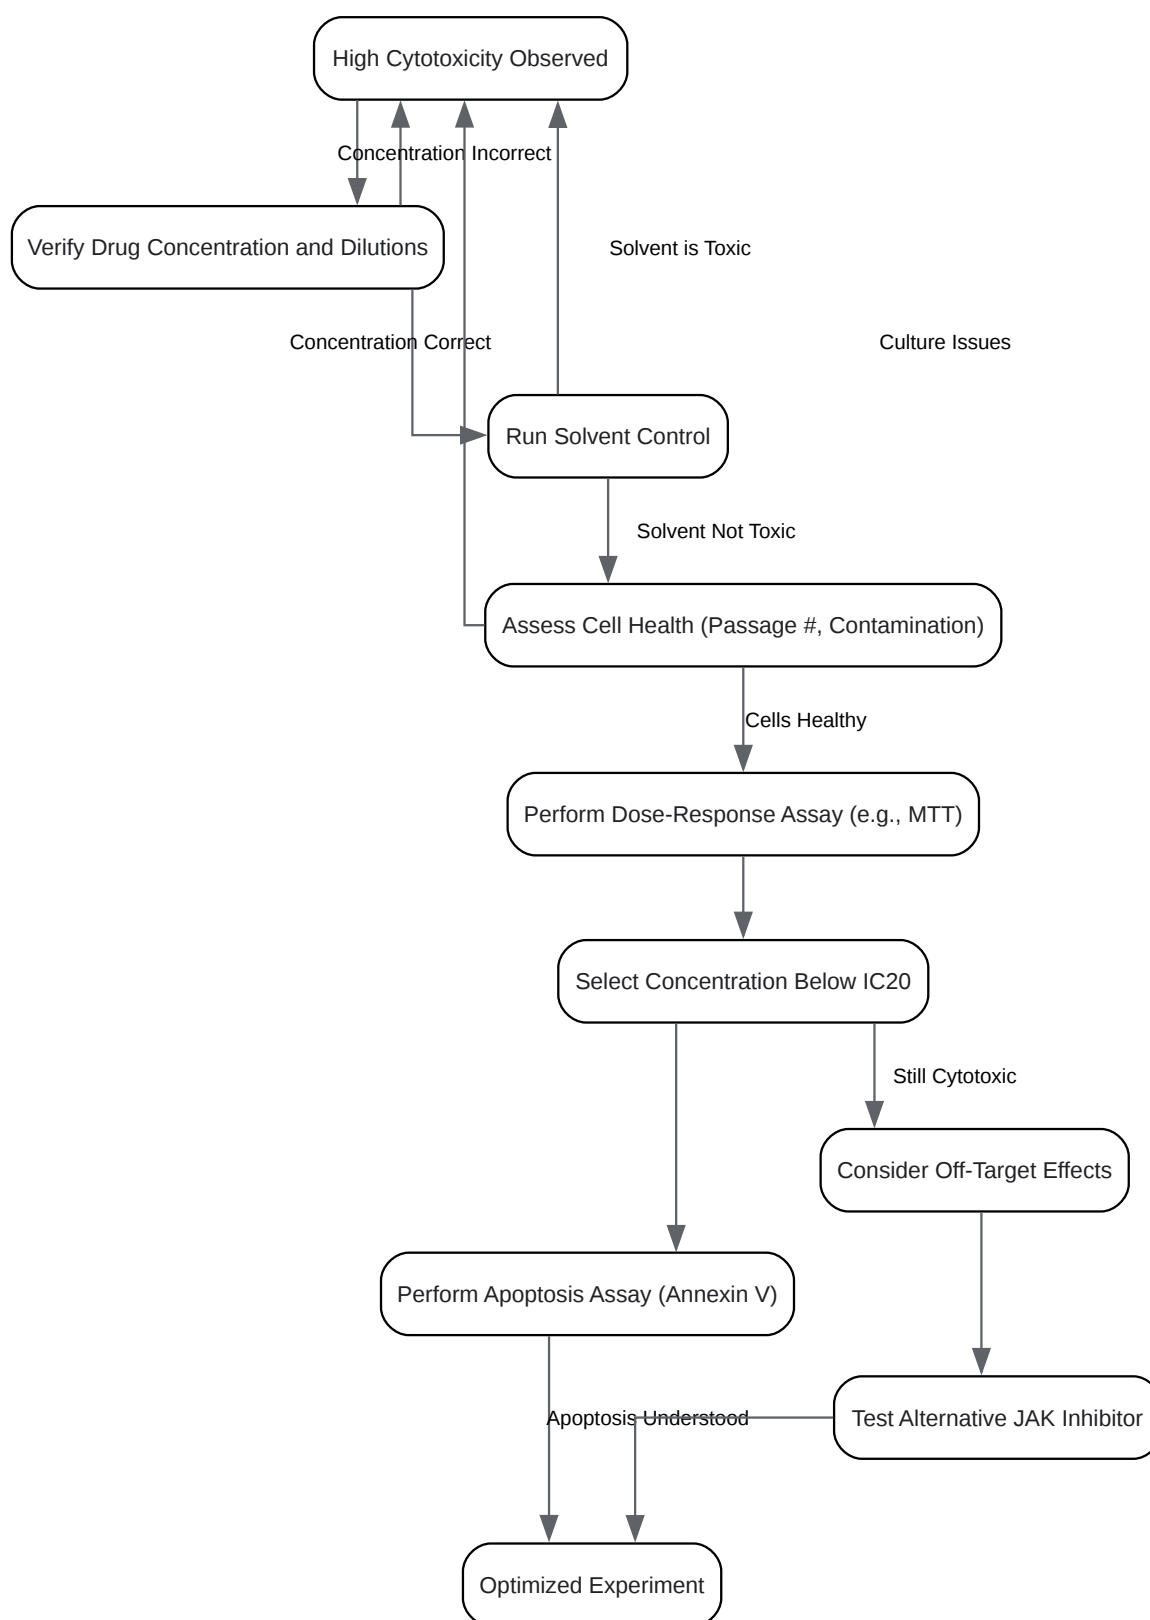 High Cytotoxicity Observed
Concentration Incorrect
Verify Drug Concentration and Dilutions
Solvent is Toxic
Concentration Correct
Culture Issues
Run Solvent Control
Solvent Not Toxic
Assess Cell Health (Passage #, Contamination)
Cells Healthy
Perform Dose-Response Assay (e.g., MTT)
Select Concentration Below IC20
Still Cytotoxic
Consider Off-Target Effects
Perform Apoptosis Assay (Annexin V)
Apoptosis Understood
Test Alternative JAK Inhibitor
Optimized Experiment